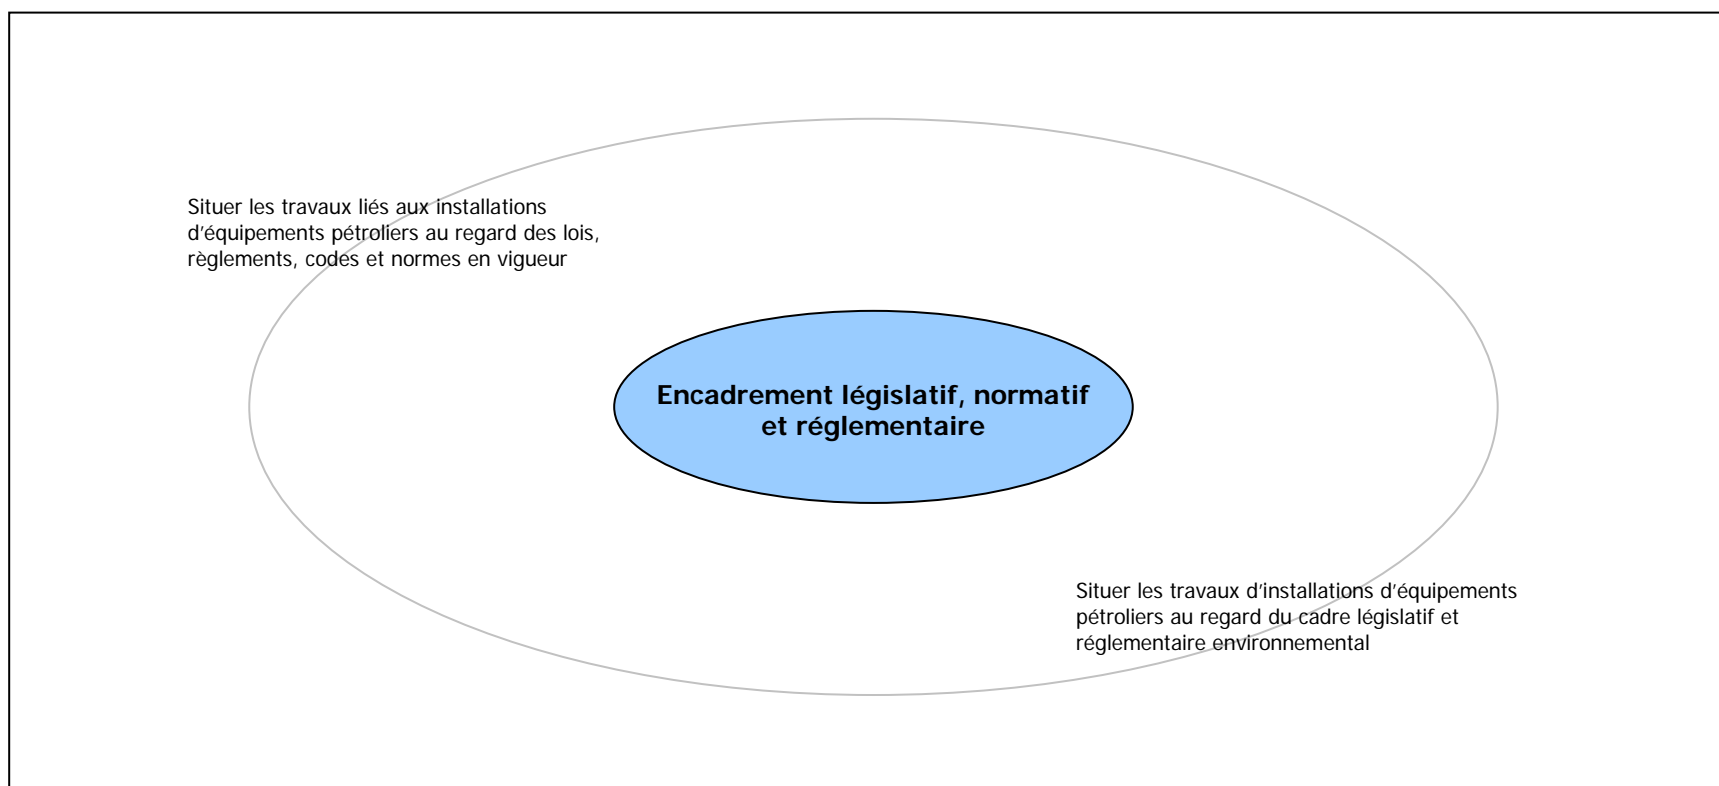 Situer les travaux liés aux installations
d'équipements pétroliers au regard des lois,
règlements, codes et normes en vigueur
Encadrement législatif, normatif
et réglementaire
Situer les travaux d'installations d'équipements
pétroliers au regard du cadre législatif et
réglementaire environnemental